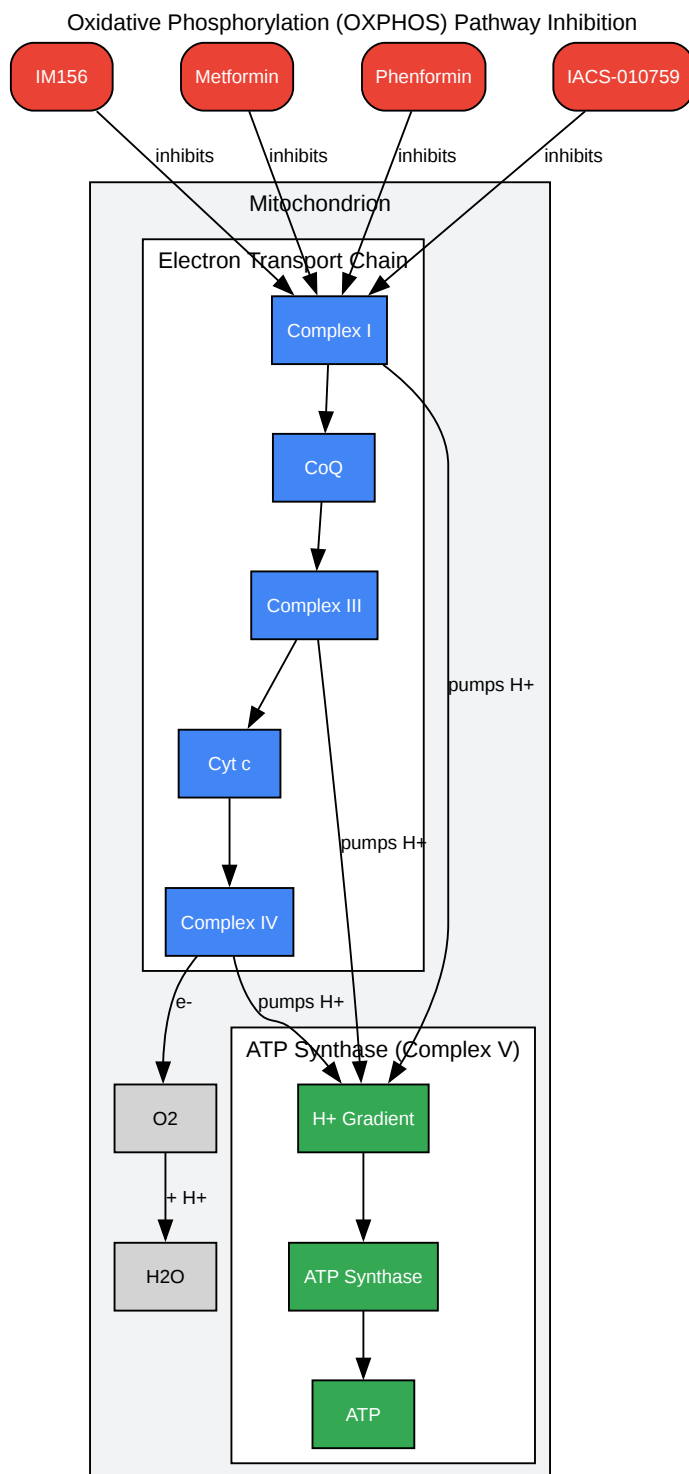 Oxidative Phosphorylation (OXPHOS) Pathway Inhibition
IM156
Metformin
Phenformin
IACS-010759
inhibits
inhibits
inhibits
inhibits
Mitochondrion
Electron Transport Chain
Complex I
CoQ
Complex III
pumps H+
Cyt c
pumps H+
Complex IV
e-
pumps H+
ATP Synthase (Complex V)
O2
H+ Gradient
+ H+
H2O
ATP Synthase
ATP